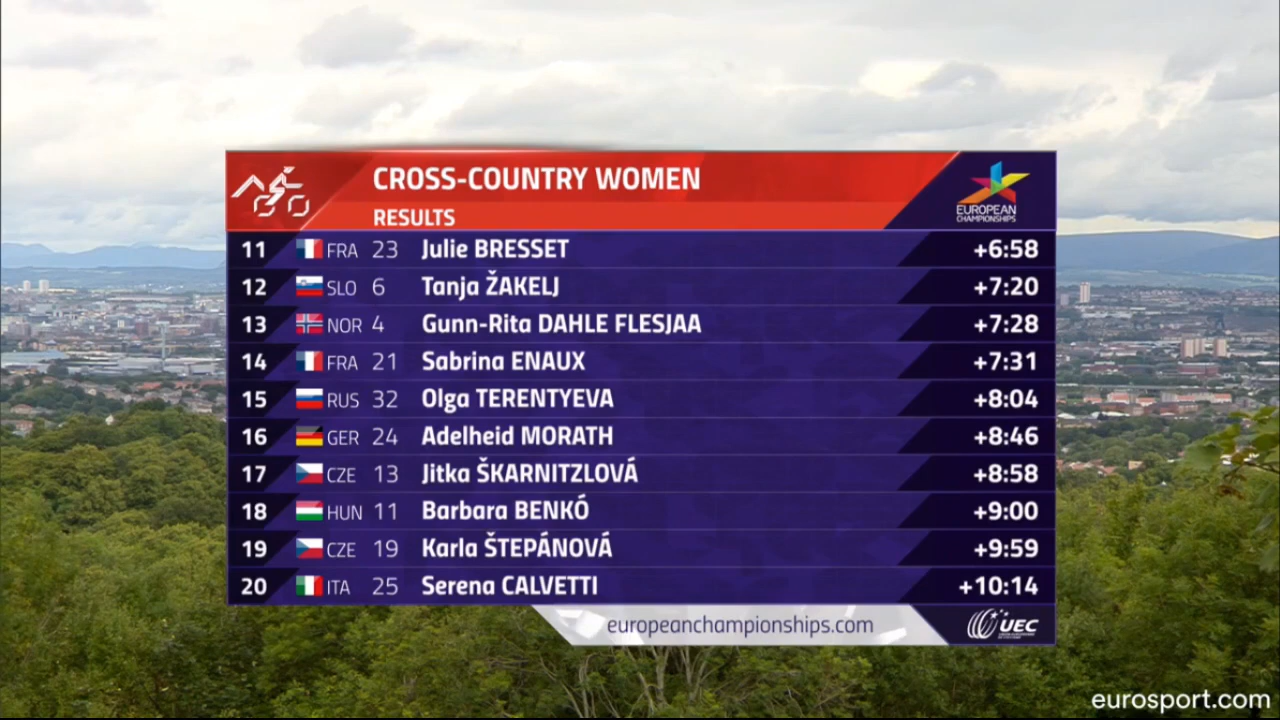 CROSS-COUNTRY WOMEN
RESULTS
EUROPEAN
CHAMPIONSHIPS
11 FRA 23 Julie BRESSET +6:58
12 SLO 6 Tanja ŽAKELJ +7:20
13 NOR 4 Gunn-Rita DAHLE FLESJAA +7:28
14 FRA 21 Sabrina ENAUX +7:31
15 RUS 32 Olga TERENTYEVA +8:04
16 GER 24 Adelheid MORATH +8:46
17 CZE 13 Jitka ŠKARNITZLOVÁ +8:58
18 HUN 11 Barbara BENKÓ +9:00
19 CZE 19 Karla ŠTEPÁNOVÁ +9:59
20 ITA 25 Serena CALVETTI +10:14
europeanchampionships.com
UEC
eurosport.com